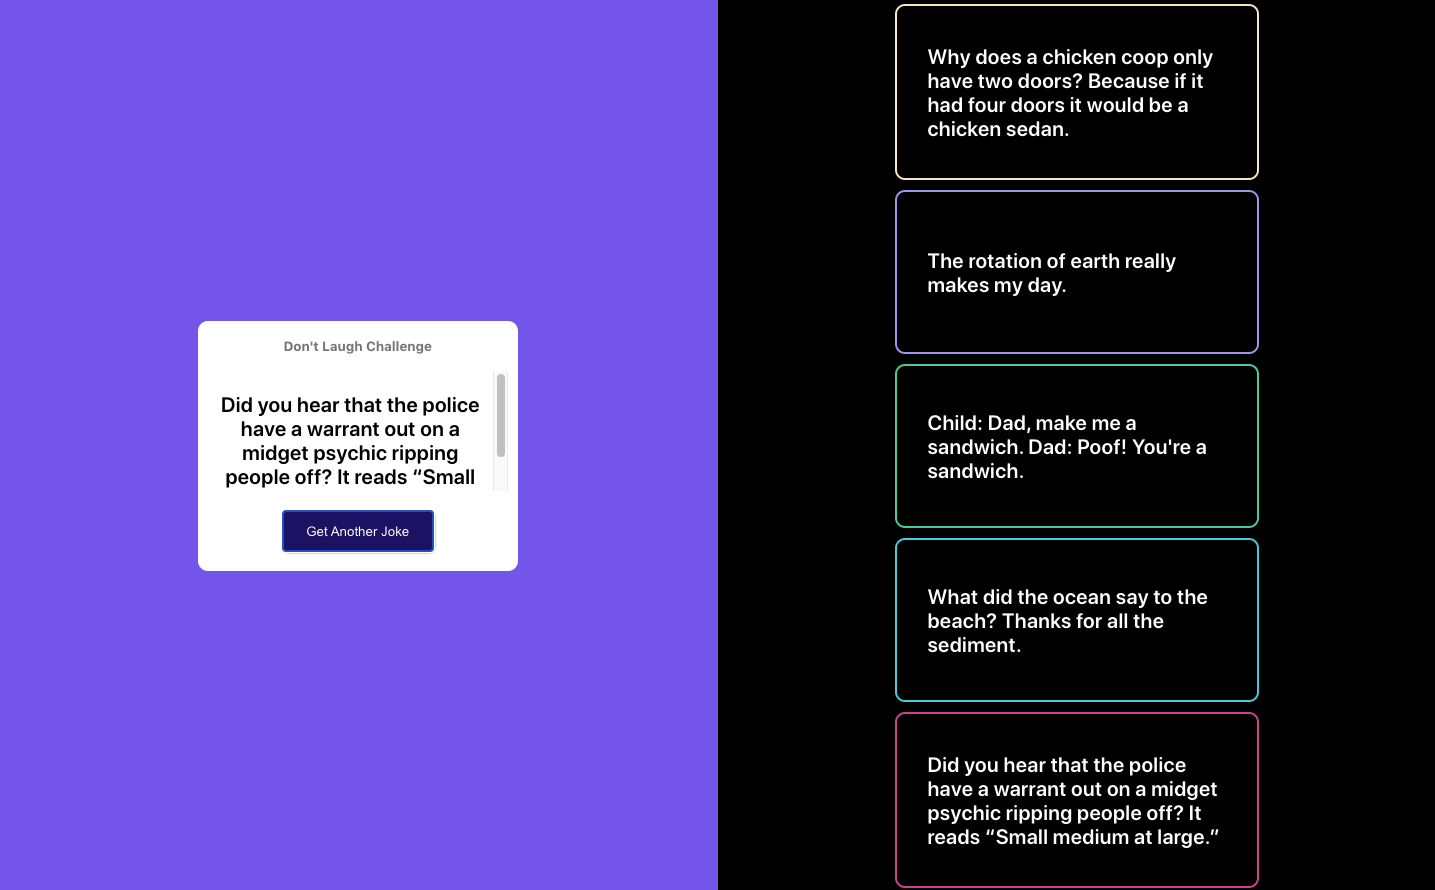 Don't Laugh Challenge
Did you hear that the police
have a warrant out on a
midget psychic ripping
people off? It reads “Small
Get Another Joke
Why does a chicken coop only
have two doors? Because if it
had four doors it would be a
chicken sedan.
The rotation of earth really
makes my day.
Child: Dad, make me a
sandwich. Dad: Poof! You're a
sandwich.
What did the ocean say to the
beach? Thanks for all the
sediment.
Did you hear that the police
have a warrant out on a midget
psychic ripping people off? It
reads “Small medium at large.”